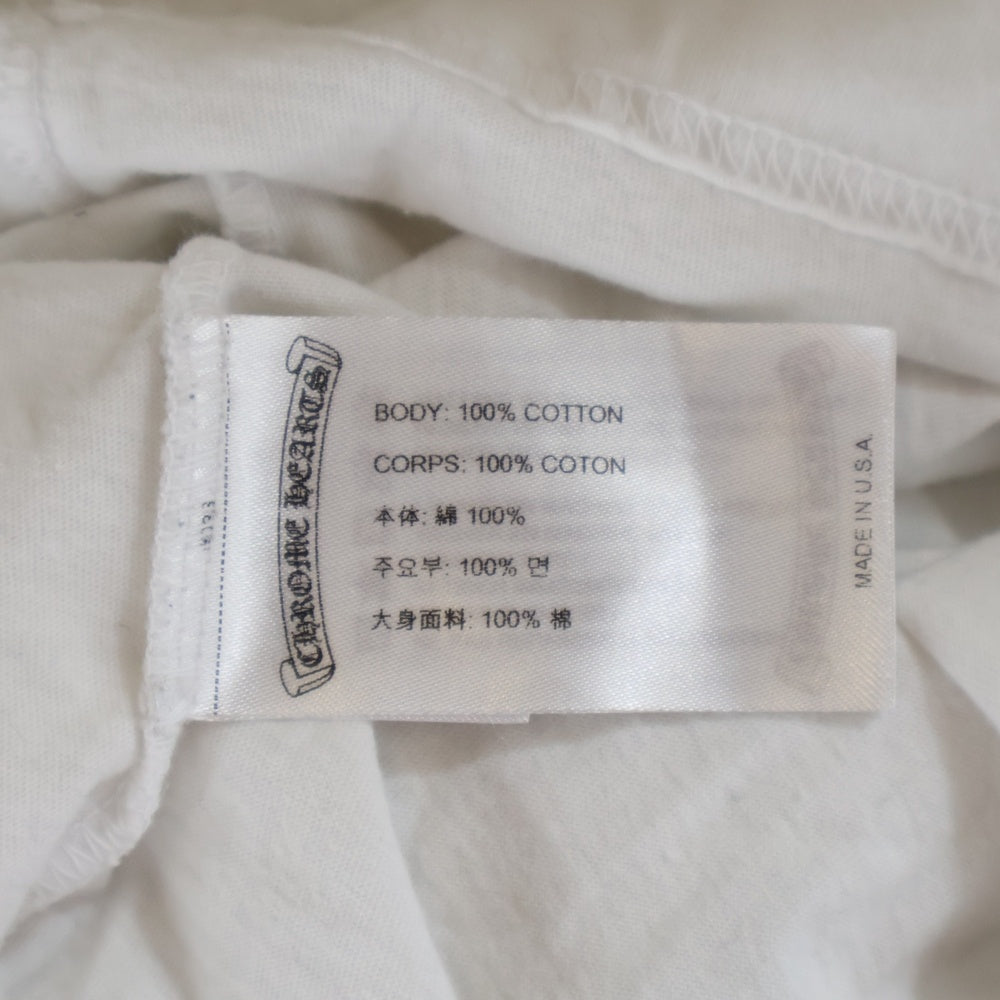 CHROME HEARTS
BODY: 100% COTTON
CORPS: 100% COTON
本体: 綿 100%
주요부: 100% 면
大身面料: 100% 棉
MADE IN U.S.A.